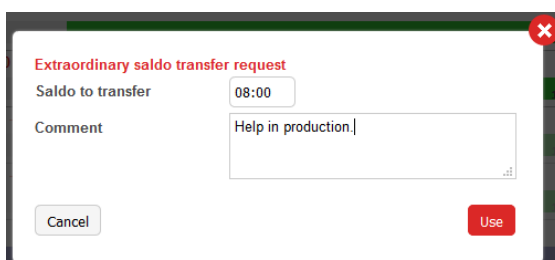 Extraordinary saldo transfer request
Saldo to transfer 08:00
Comment Help in production.
Cancel Use